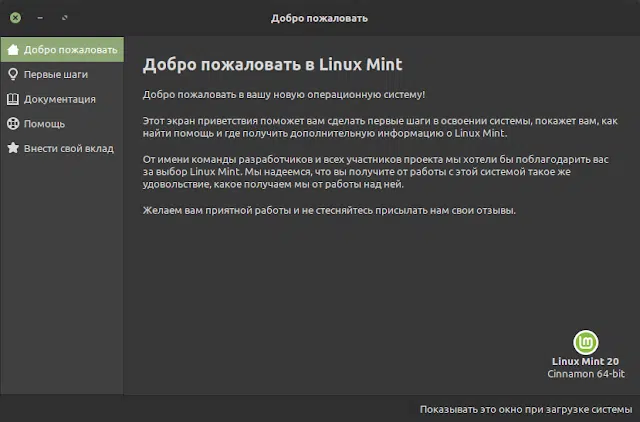 Добро пожаловать
Добро пожаловать
Первые шаги
Документация
Помощь
Внести свой вклад
Добро пожаловать в Linux Mint
Добро пожаловать в вашу новую операционную систему!
Этот экран приветствия поможет вам сделать первые шаги в освоении системы, покажет вам, как
найти помощь и где получить дополнительную информацию о Linux Mint.
От имени команды разработчиков и всех участников проекта мы хотели бы поблагодарить вас
за выбор Linux Mint. Мы надеемся, что вы получите от работы с этой системой такое же
удовольствие, какое получаем мы от работы над ней.
Желаем вам приятной работы и не стесняйтесь присылать нам свои отзывы.
Linux Mint 20
Cinnamon 64-bit
Показывать это окно при загрузке системы